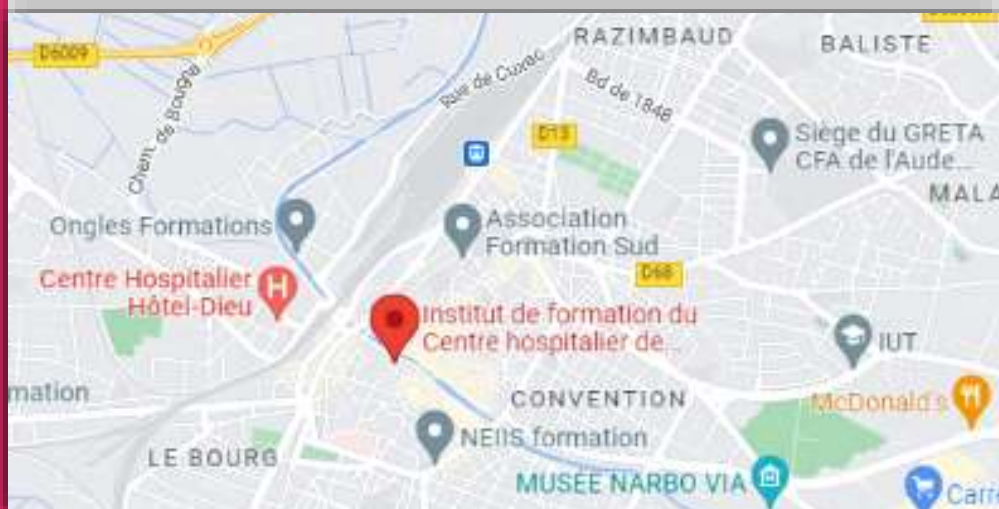 D6009
RAZIMBAUD
BALISTE
Rue de Cuxac
Bd de 1848
Chem. de Bougna
D13
Siège du GRETA
CFA de l'Aude...
MALA
Ongles Formations
Association
Formation Sud
Centre Hospitalier
Hôtel-Dieu
H
D68
Institut de formation du
Centre hospitalier de...
IUT
mation
CONVENTION
McDonald's
NEIIS formation
LE BOURG
MUSÉE NARBO VIA
Carre